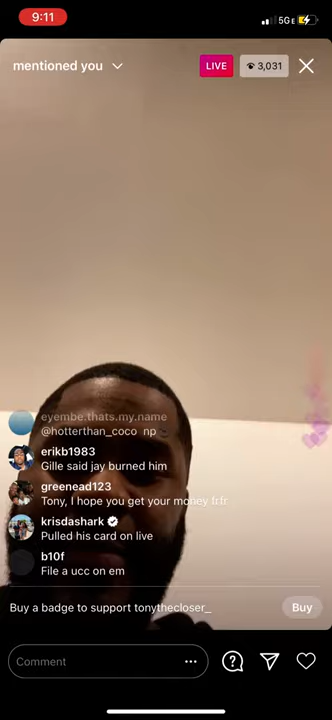 9:11
5GE
mentioned you
LIVE
3,031
eyembe.thats.my.name
@hotterthan_coco np
erikb1983
Gille said jay burned him
greenead123
Tony, I hope you get your money frfr
krisdashark
Pulled his card on live
b10f
File a ucc on em
Buy a badge to support tonythecloser_
Buy
Comment